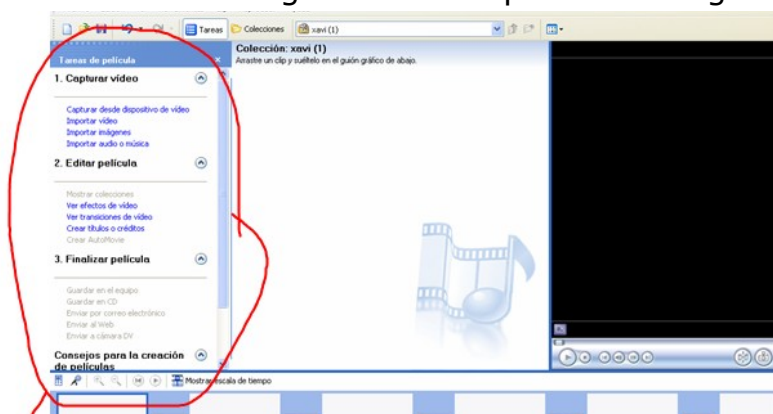 Tareas
Colecciones
xavi (1)
Tareas de película
Colección: xavi (1)
Arrastre un clip y suéltelo en el guión gráfico de abajo.
1. Capturar vídeo
Capturar desde dispositivo de vídeo
Importar vídeo
Importar imágenes
Importar audio o música
2. Editar película
Mostrar colecciones
Ver efectos de vídeo
Ver transiciones de vídeo
Crear títulos o créditos
Crear AutoMovie
3. Finalizar película
Guardar en el equipo
Guardar en CD
Enviar por correo electrónico
Enviar al Web
Enviar a cámara DV
Consejos para la creación
de películas
Mostrar escala de tiempo